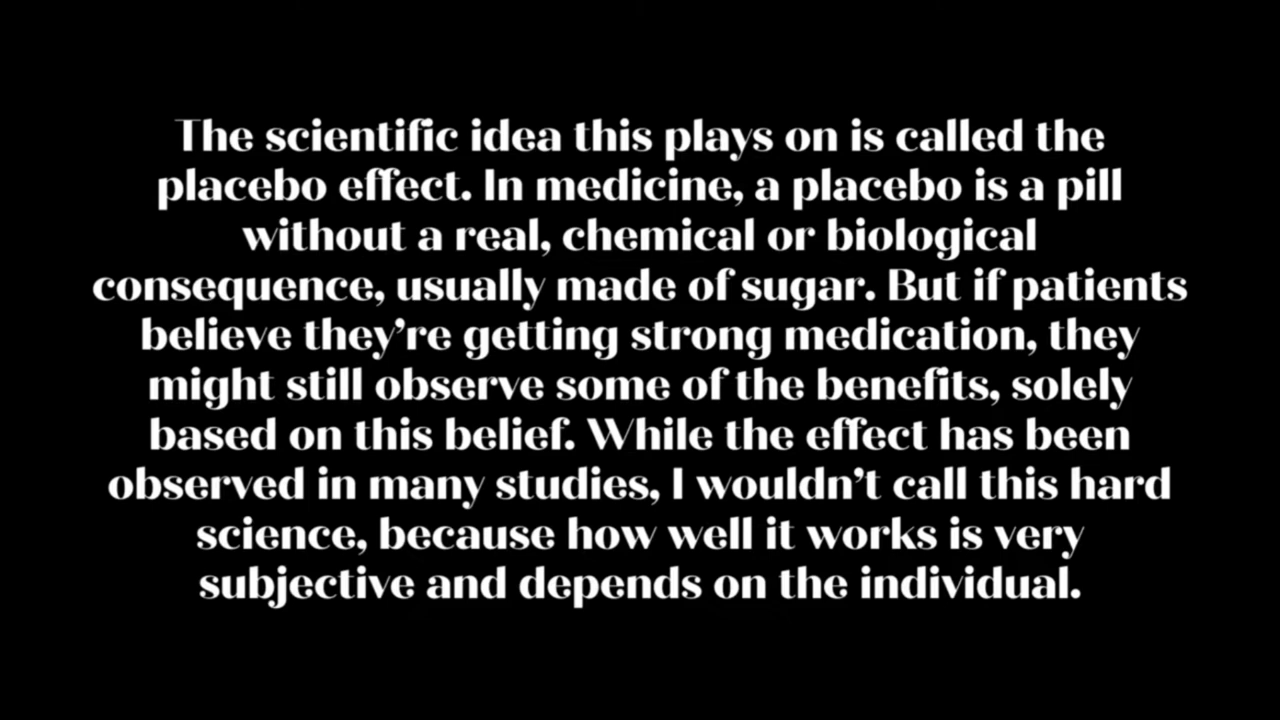 The scientific idea this plays on is called the
placebo effect. In medicine, a placebo is a pill
without a real, chemical or biological
consequence, usually made of sugar. But if patients
believe they’re getting strong medication, they
might still observe some of the benefits, solely
based on this belief. While the effect has been
observed in many studies, I wouldn’t call this hard
science, because how well it works is very
subjective and depends on the individual.